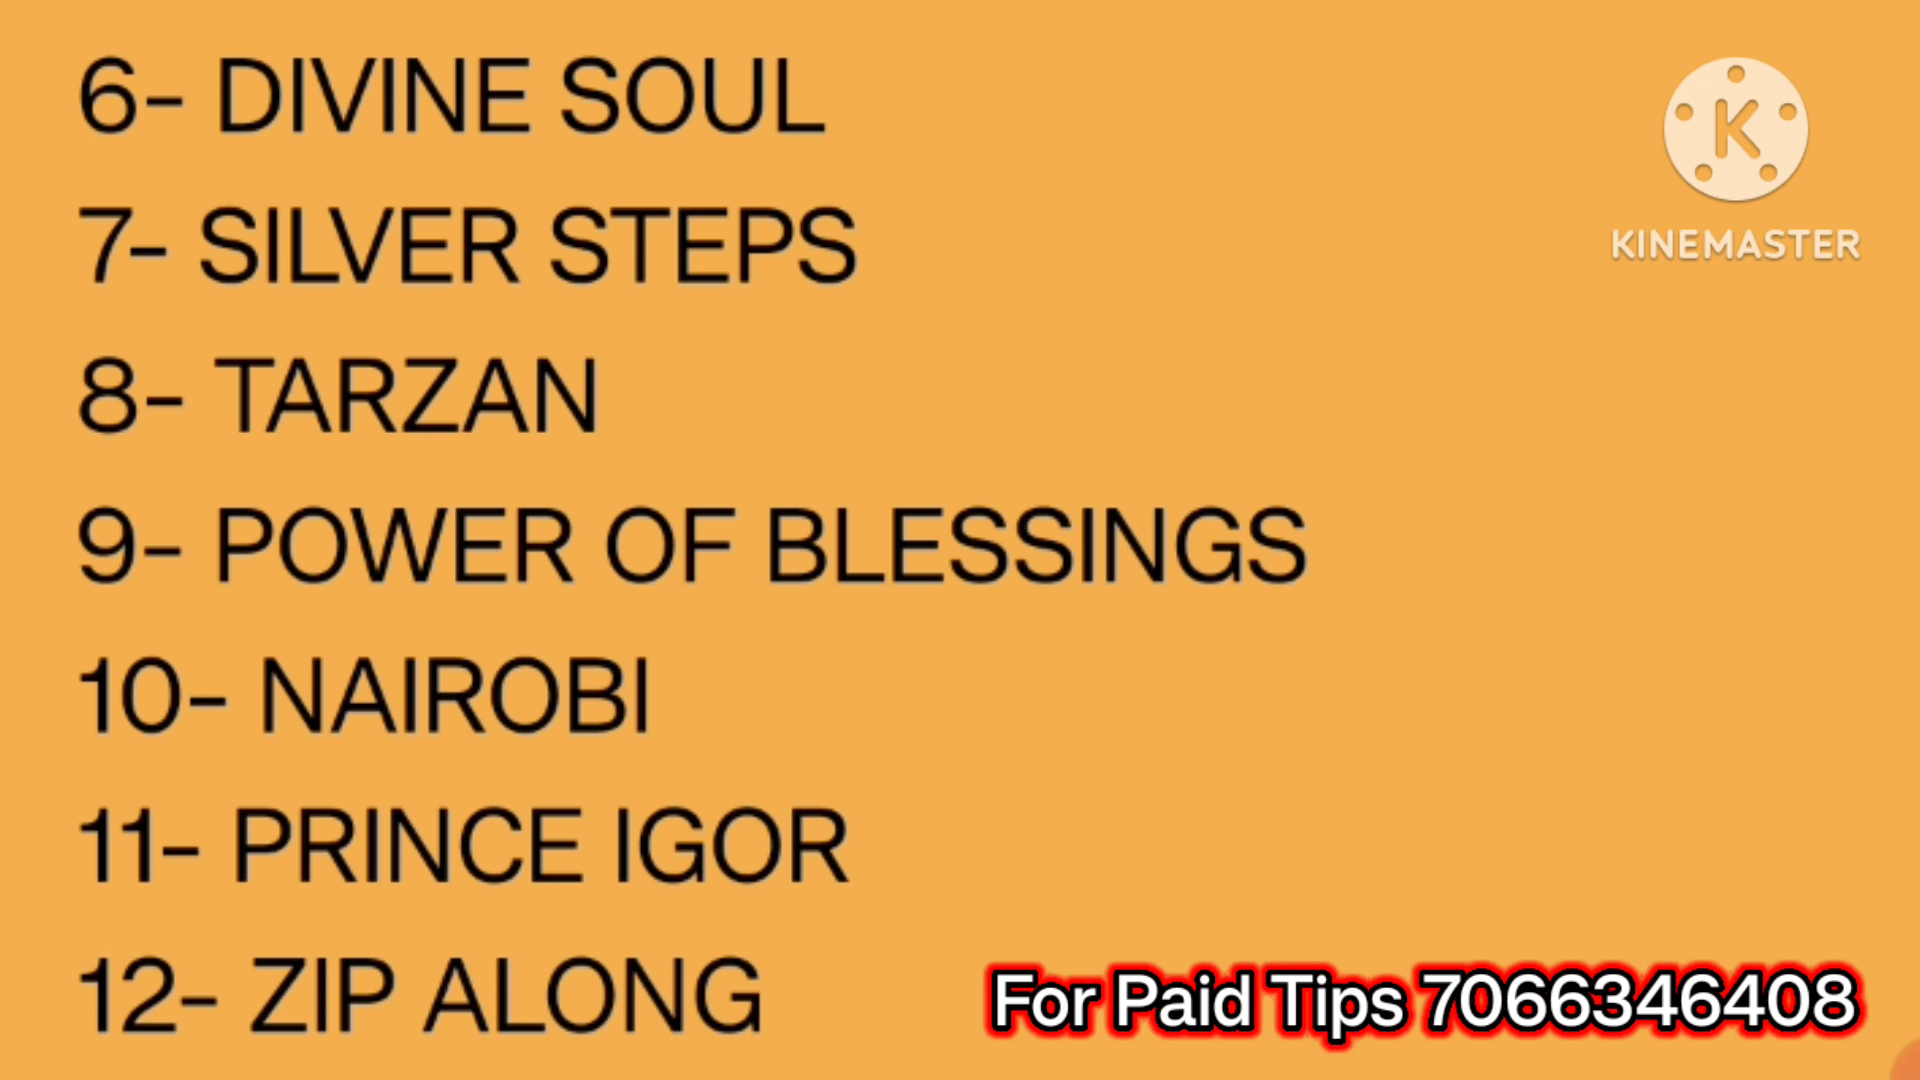 6- DIVINE SOUL
7- SILVER STEPS
8- TARZAN
9- POWER OF BLESSINGS
10- NAIROBI
11- PRINCE IGOR
12- ZIP ALONG
K
KINEMASTER
For Paid Tips 7066346408